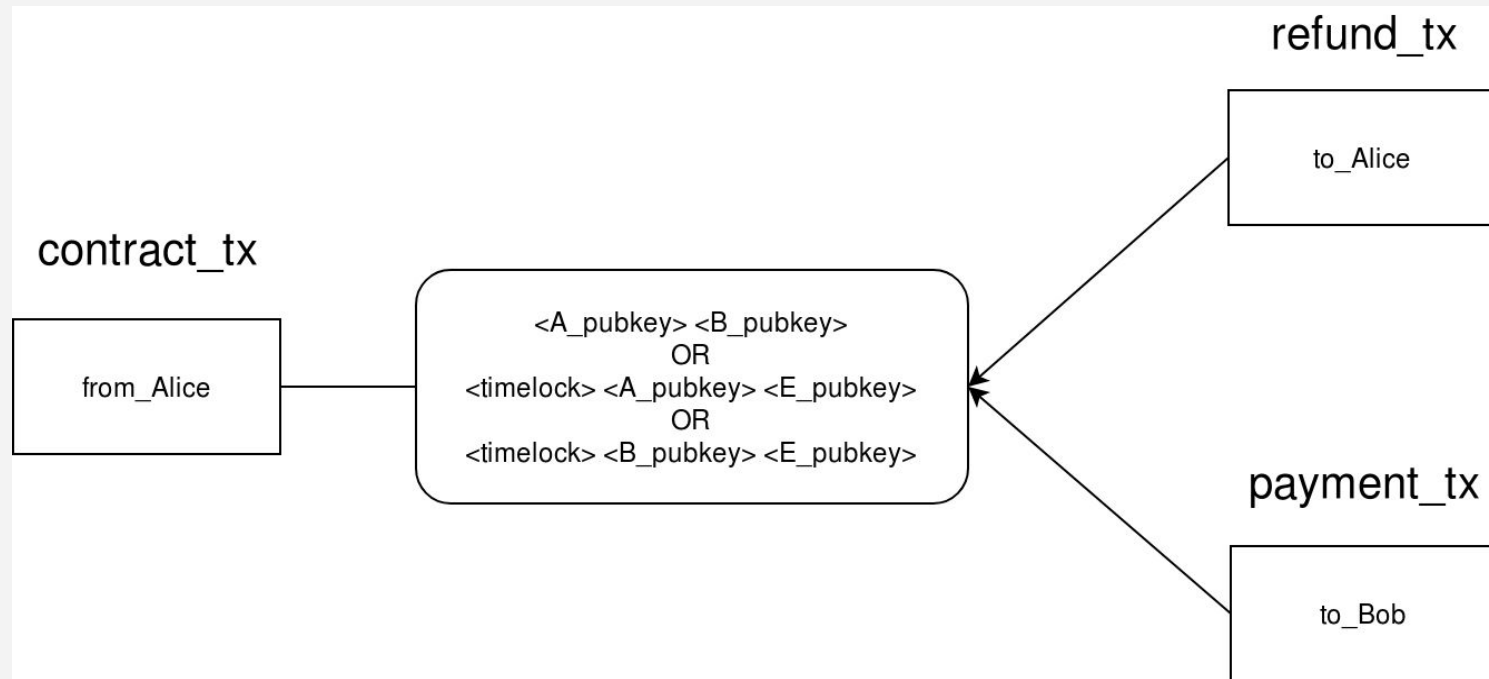 refund_tx
to_Alice
contract_tx
from_Alice
<A_pubkey> <B_pubkey>
OR
<timelock> <A_pubkey> <E_pubkey>
OR
<timelock> <B_pubkey> <E_pubkey>
payment_tx
to_Bob